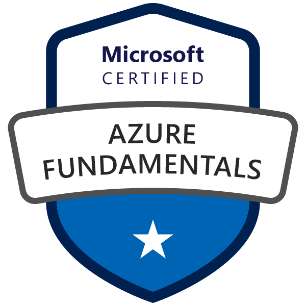 Microsoft
CERTIFIED
AZURE
FUNDAMENTALS